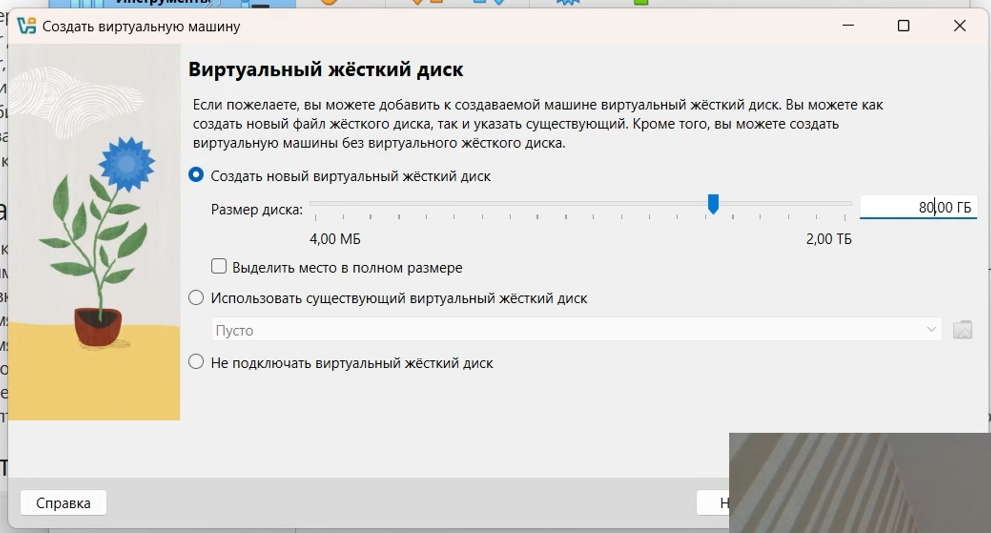 Инструменты
Создать виртуальную машину
Виртуальный жёсткий диск
Если пожелаете, вы можете добавить к создаваемой машине виртуальный жёсткий диск. Вы можете как
создать новый файл жёсткого диска, так и указать существующий. Кроме того, вы можете создать
виртуальную машины без виртуального жёсткого диска.
Создать новый виртуальный жёсткий диск
Размер диска:
80,00 ГБ
4,00 МБ
2,00 ТБ
Выделить место в полном размере
Использовать существующий виртуальный жёсткий диск
Пусто
Не подключать виртуальный жёсткий диск
Справка